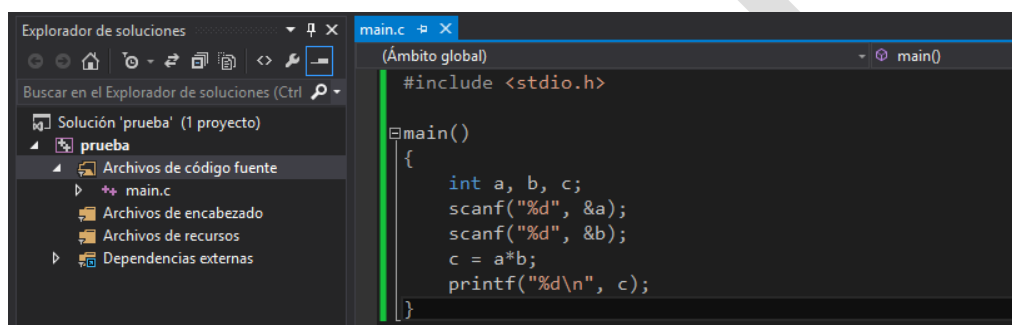 Explorador de soluciones
Buscar en el Explorador de soluciones (Ctrl
Solución 'prueba' (1 proyecto)
prueba
Archivos de código fuente
main.c
Archivos de encabezado
Archivos de recursos
Dependencias externas
main.c
(Ámbito global)
main()
#include <stdio.h>
main()
{
int a, b, c;
scanf("%d", &a);
scanf("%d", &b);
c = a*b;
printf("%d\n", c);
}